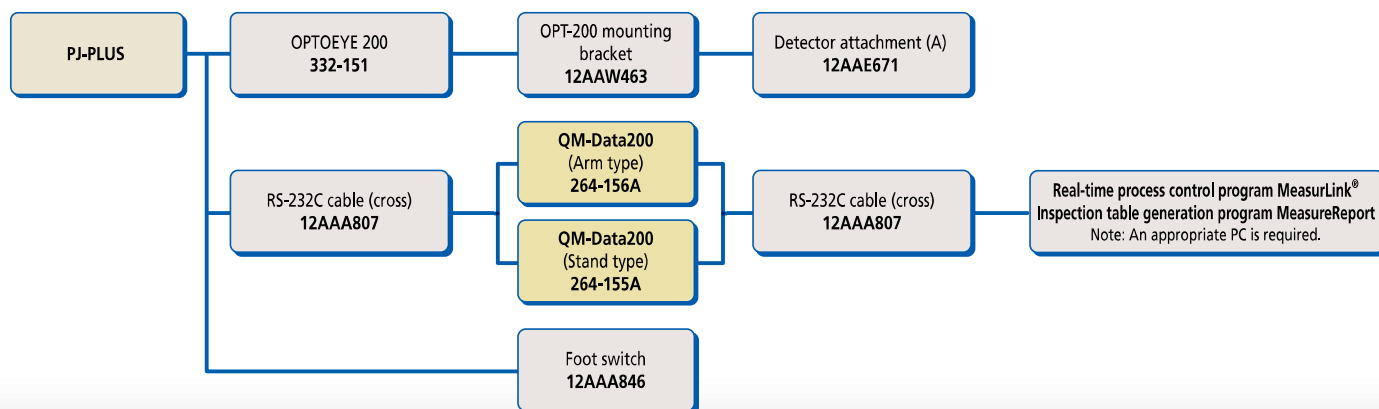 PJ-PLUS
OPTOEYE 200
332-151
OPT-200 mounting
bracket
12AAW463
Detector attachment (A)
12AAE671
RS-232C cable (cross)
12AAA807
QM-Data200
(Arm type)
264-156A
QM-Data200
(Stand type)
264-155A
RS-232C cable (cross)
12AAA807
Real-time process control program MeasurLink®
Inspection table generation program MeasureReport
Note: An appropriate PC is required.
Foot switch
12AAA846